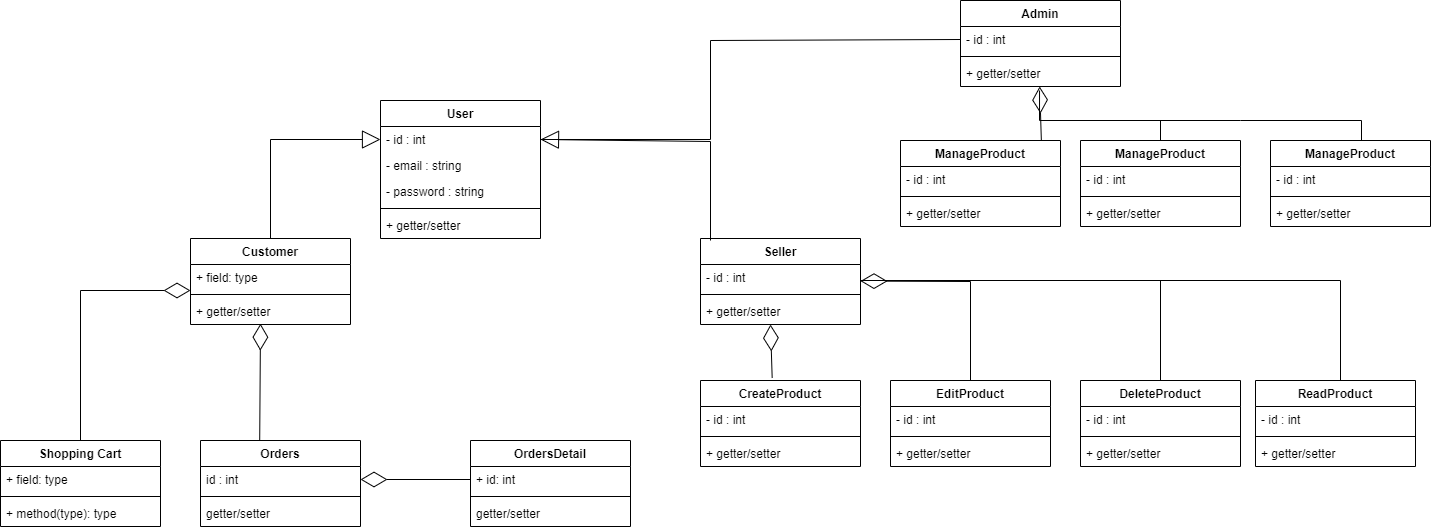 Admin
- id : int
+ getter/setter
User
- id : int
- email : string
- password : string
+ getter/setter
ManageProduct
- id : int
+ getter/setter
ManageProduct
- id : int
+ getter/setter
ManageProduct
- id : int
+ getter/setter
Customer
+ field: type
+ getter/setter
Seller
- id : int
+ getter/setter
CreateProduct
- id : int
+ getter/setter
EditProduct
- id : int
+ getter/setter
DeleteProduct
- id : int
+ getter/setter
ReadProduct
- id : int
+ getter/setter
Shopping Cart
+ field: type
+ method(type): type
Orders
id : int
getter/setter
OrdersDetail
+ id: int
getter/setter